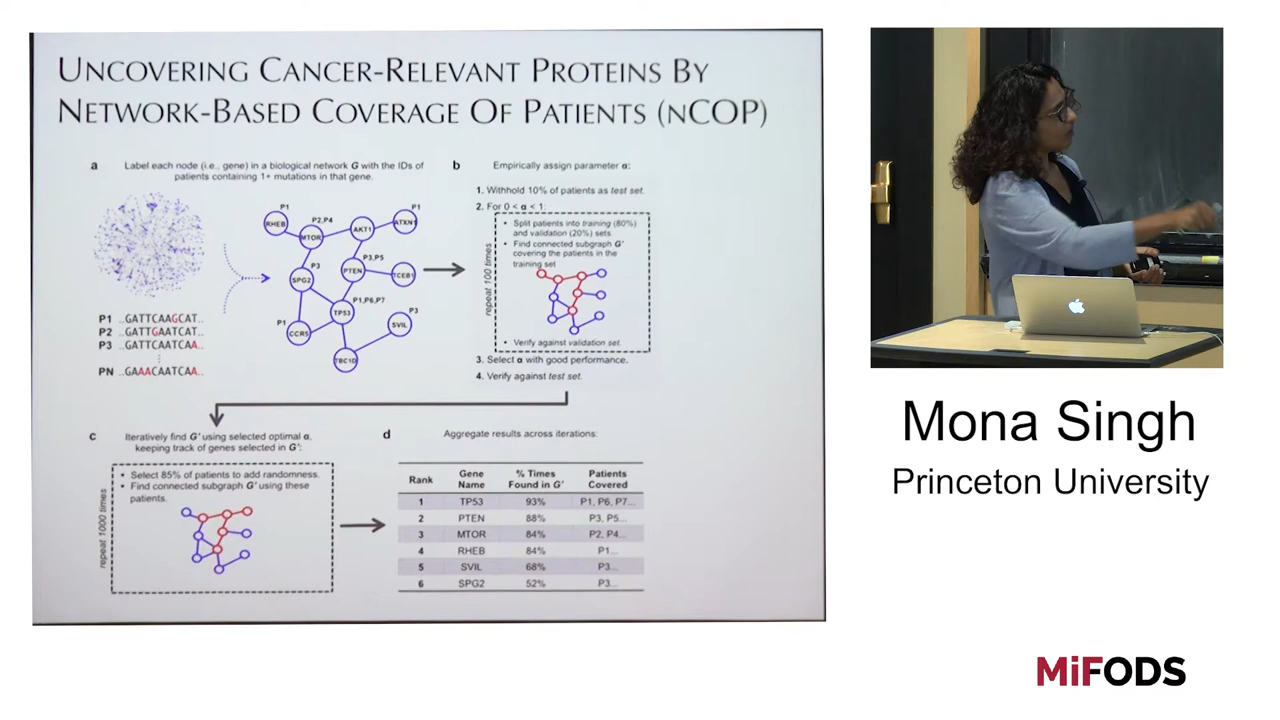 UNCOVERING CANCER-RELEVANT PROTEINS BY
NETWORK-BASED COVERAGE OF PATIENTS (NCOP)
a Label each node (i.e., gene) in a biological network G with the IDs of
patients containing 1+ mutations in that gene.
P1
RHEB
P2,P4
MTOR
AKT1
P1
ATXN1
P3
SPG2
P3,P5
PTEN
TCEB1
P1,P6,P7
TP53
P1
CCR5
P3
SVIL
TBC1D
P1 ..GATTCAAGCAT..
P2 ..GATTGAATCAT..
P3 ..GATTCAATCAA..
PN ..GAAACAATCAA..
b Empirically assign parameter α:
1. Withhold 10% of patients as test set.
2. For 0 < α < 1:
repeat 100 times
• Split patients into training (80%)
and validation (20%) sets.
• Find connected subgraph G'
covering the patients in the
training set
• Verify against validation set.
3. Select α with good performance.
4. Verify against test set.
c Iteratively find G' using selected optimal α,
keeping track of genes selected in G':
repeat 1000 times
• Select 85% of patients to add randomness.
• Find connected subgraph G' using these
patients.
d Aggregate results across iterations:
Rank Gene Name % Times Found in G' Patients Covered
1 TP53 93% P1, P6, P7...
2 PTEN 88% P3, P5...
3 MTOR 84% P2, P4...
4 RHEB 84% P1...
5 SVIL 68% P3...
6 SPG2 52% P3...
Mona Singh
Princeton University
MiFODS